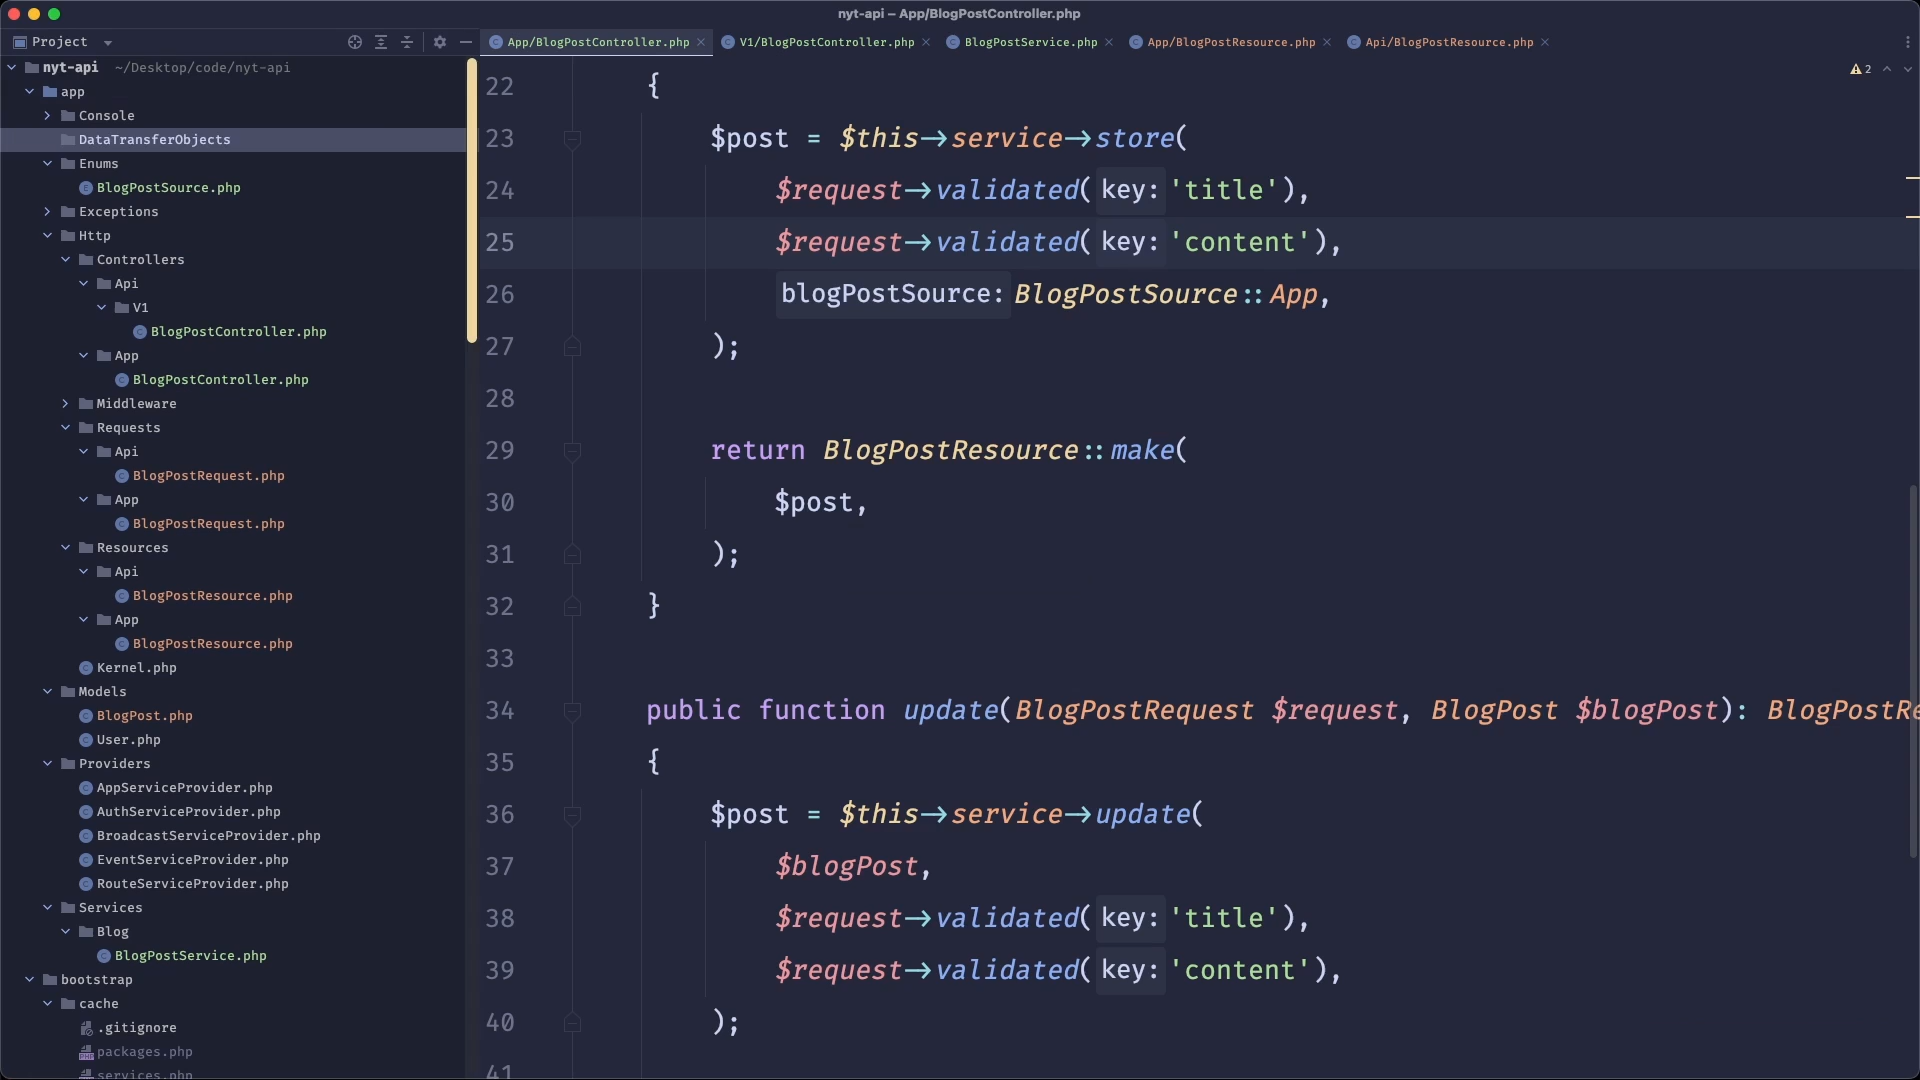 nyt-api – App/BlogPostController.php
Project
App/BlogPostController.php
V1/BlogPostController.php
BlogPostService.php
App/BlogPostResource.php
Api/BlogPostResource.php
nyt-api ~/Desktop/code/nyt-api
app
Console
DataTransferObjects
Enums
BlogPostSource.php
Exceptions
Http
Controllers
Api
V1
BlogPostController.php
App
BlogPostController.php
Middleware
Requests
Api
BlogPostRequest.php
App
BlogPostRequest.php
Resources
Api
BlogPostResource.php
App
BlogPostResource.php
Kernel.php
Models
BlogPost.php
User.php
Providers
AppServiceProvider.php
AuthServiceProvider.php
BroadcastServiceProvider.php
EventServiceProvider.php
RouteServiceProvider.php
Services
Blog
BlogPostService.php
bootstrap
cache
.gitignore
packages.php
services.php
2
22 {
23 $post = $this->service->store(
24 $request->validated( key: 'title'),
25 $request->validated( key: 'content'),
26 blogPostSource: BlogPostSource::App,
27 );
28
29 return BlogPostResource::make(
30 $post,
31 );
32 }
33
34 public function update(BlogPostRequest $request, BlogPost $blogPost): BlogPostRe
35 {
36 $post = $this->service->update(
37 $blogPost,
38 $request->validated( key: 'title'),
39 $request->validated( key: 'content'),
40 );
41